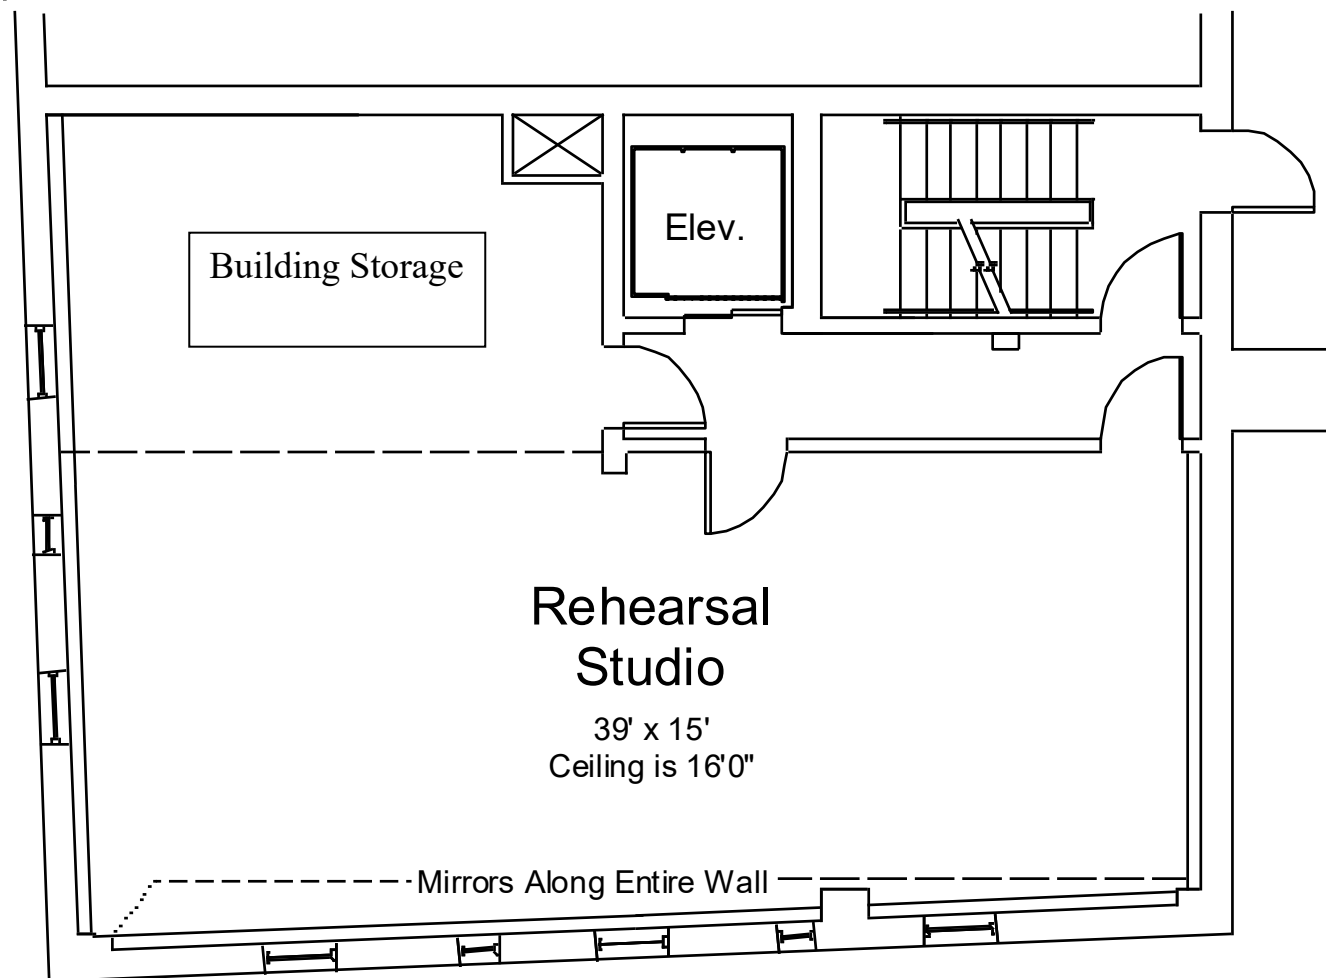 Elev.
Building Storage
Rehearsal
Studio
39' x 15'
Ceiling is 16'0"
Mirrors Along Entire Wall